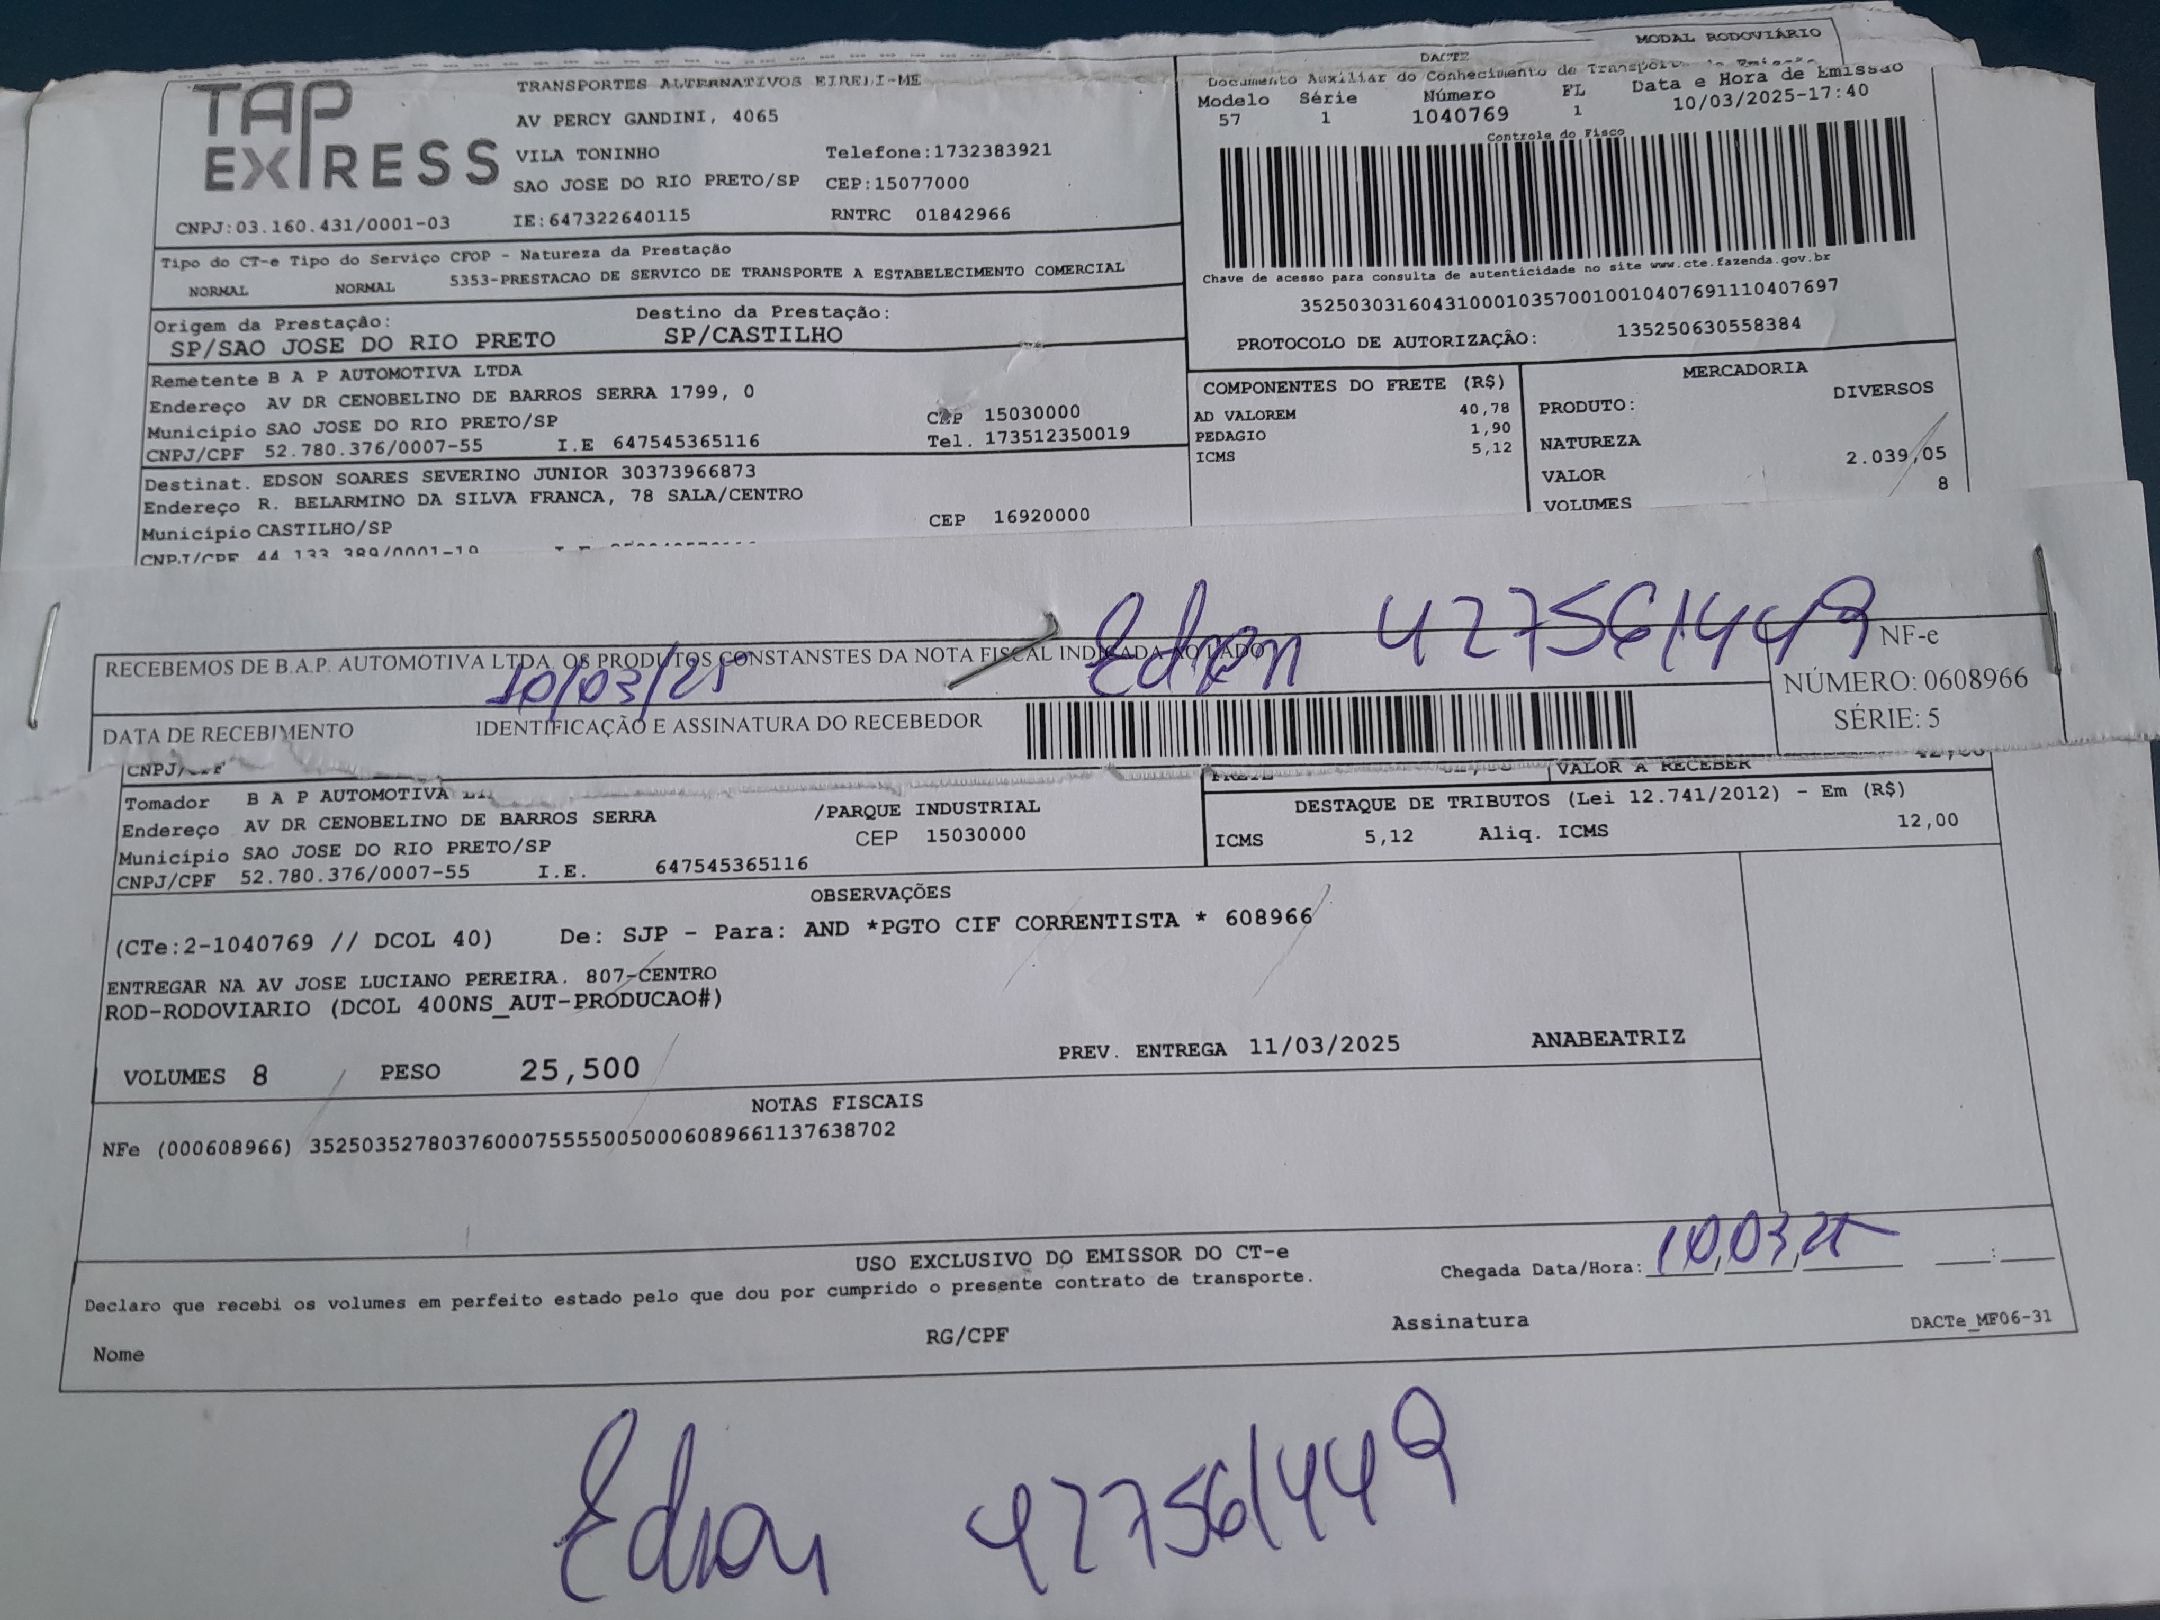 MODAL RODOVIÁRIO
DACTE
Documento Auxiliar do Conhecimento de
Modelo Série Número FL Data e Hora de Emissão
57 1 1040769 1 10/03/2025-17:40
Controle do Fisco
TAP EXPRESS
TRANSPORTES ALTERNATIVOS EIRELI-ME
AV PERCY GANDINI, 4065
VILA TONINHO Telefone:1732383921
SAO JOSE DO RIO PRETO/SP CEP:15077000
CNPJ:03.160.431/0001-03 IE:647322640115 RNTRC 01842966
Tipo do CT-e Tipo do Serviço CFOP - Natureza da Prestação
NORMAL NORMAL 5353-PRESTACAO DE SERVICO DE TRANSPORTE A ESTABELECIMENTO COMERCIAL
Chave de acesso para consulta de autenticidade no site www.cte.fazenda.gov.br
35250303160431000103570010010407691110407697
PROTOCOLO DE AUTORIZAÇÃO: 135250630558384
Origem da Prestação: Destino da Prestação:
SP/SAO JOSE DO RIO PRETO SP/CASTILHO
Remetente B A P AUTOMOTIVA LTDA
Endereço AV DR CENOBELINO DE BARROS SERRA 1799, 0
Município SAO JOSE DO RIO PRETO/SP CEP 15030000
CNPJ/CPF 52.780.376/0007-55 I.E 647545365116 Tel. 173512350019
Destinat. EDSON SOARES SEVERINO JUNIOR 30373966873
Endereço R. BELARMINO DA SILVA FRANCA, 78 SALA/CENTRO
Município CASTILHO/SP CEP 16920000
CNPJ/CPF 44.133.389/0001-19
COMPONENTES DO FRETE (R$)
AD VALOREM 40,78
PEDAGIO 1,90
ICMS 5,12
MERCADORIA
PRODUTO: DIVERSOS
NATUREZA
VALOR 2.039,05
VOLUMES 8
Edson 427561449
RECEBEMOS DE B.A.P. AUTOMOTIVA LTDA OS PRODUTOS CONSTANSTES DA NOTA FISCAL INDICADA AO LADO
10/03/25
DATA DE RECEBIMENTO IDENTIFICAÇÃO E ASSINATURA DO RECEBEDOR
NF-e
NÚMERO: 0608966
SÉRIE: 5
CNPJ/CPF
FRETE VALOR A RECEBER
Tomador B A P AUTOMOTIVA
Endereço AV DR CENOBELINO DE BARROS SERRA /PARQUE INDUSTRIAL
Município SAO JOSE DO RIO PRETO/SP CEP 15030000
CNPJ/CPF 52.780.376/0007-55 I.E. 647545365116
DESTAQUE DE TRIBUTOS (Lei 12.741/2012) - Em (R$)
ICMS 5,12 Aliq. ICMS 12,00
OBSERVAÇÕES
(CTe:2-1040769 // DCOL 40) De: SJP - Para: AND *PGTO CIF CORRENTISTA * 608966
ENTREGAR NA AV JOSE LUCIANO PEREIRA. 807-CENTRO
ROD-RODOVIARIO (DCOL 400NS_AUT-PRODUCAO#)
VOLUMES 8 PESO 25,500 PREV. ENTREGA 11/03/2025 ANABEATRIZ
NOTAS FISCAIS
NFe (000608966) 35250352780376000755550050006089661137638702
USO EXCLUSIVO DO EMISSOR DO CT-e
Declaro que recebi os volumes em perfeito estado pelo que dou por cumprido o presente contrato de transporte.
Chegada Data/Hora: 10,03,25 :
Nome RG/CPF Assinatura DACTe_MF06-31
Edson 427561449